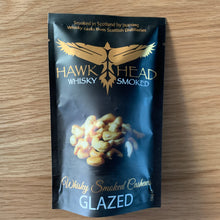 Smoked in Scotland by burning
Whisky casks from Scottish Distilleries
HAWK HEAD
WHISKY SMOKED
Whisky Smoked Cashews
GLAZED